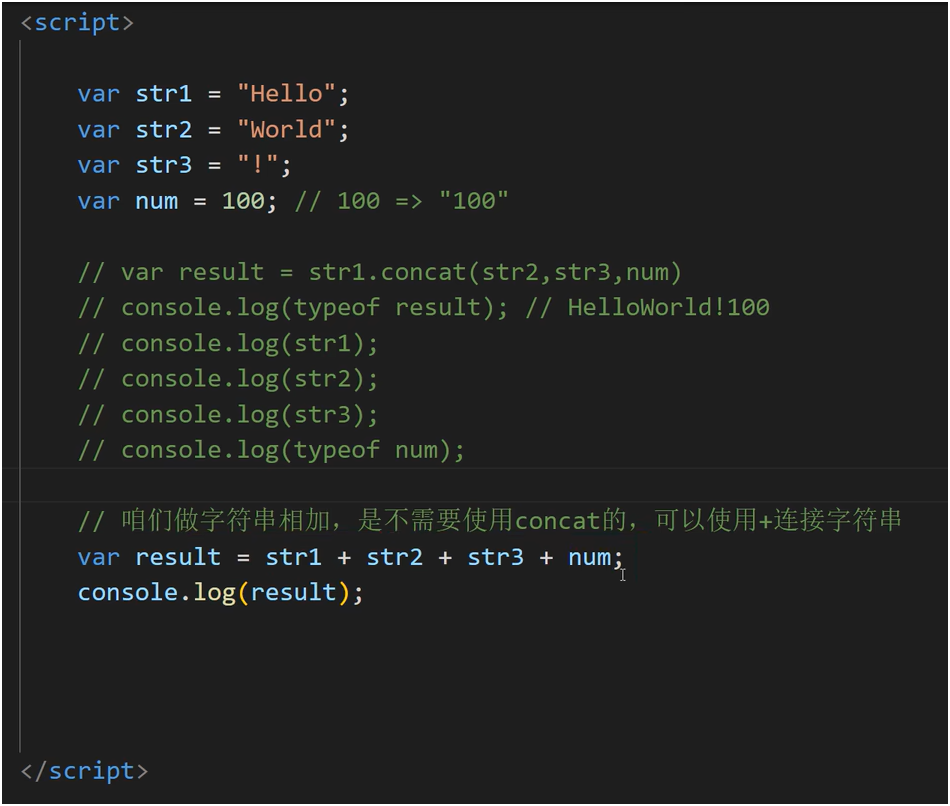 <script>
var str1 = "Hello";
var str2 = "World";
var str3 = "!";
var num = 100; // 100 => "100"
// var result = str1.concat(str2,str3,num)
// console.log(typeof result); // HelloWorld!100
// console.log(str1);
// console.log(str2);
// console.log(str3);
// console.log(typeof num);
// 咱们做字符串相加，是不需要使用concat的，可以使用+连接字符串
var result = str1 + str2 + str3 + num;
console.log(result);
</script>